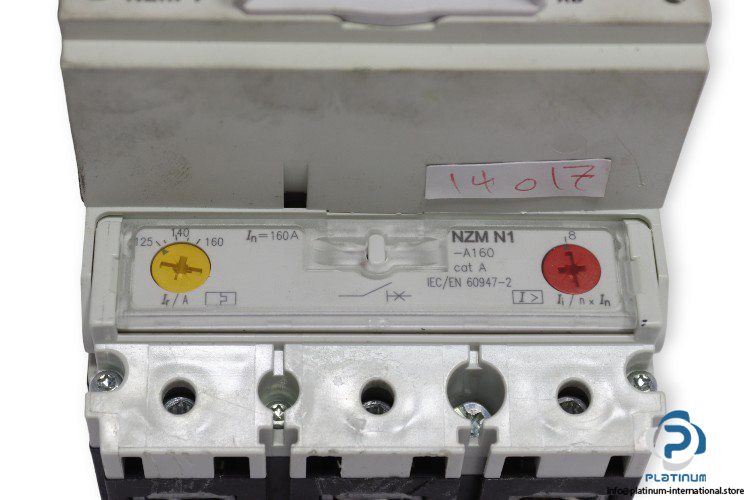 14 017
125 140 160
In=160A
NZM N1
-A160
cat A
IEC/EN 60947-2
8
Ir/A
I>
Ii/n x In
PLATINUM
info@platinum-international.store